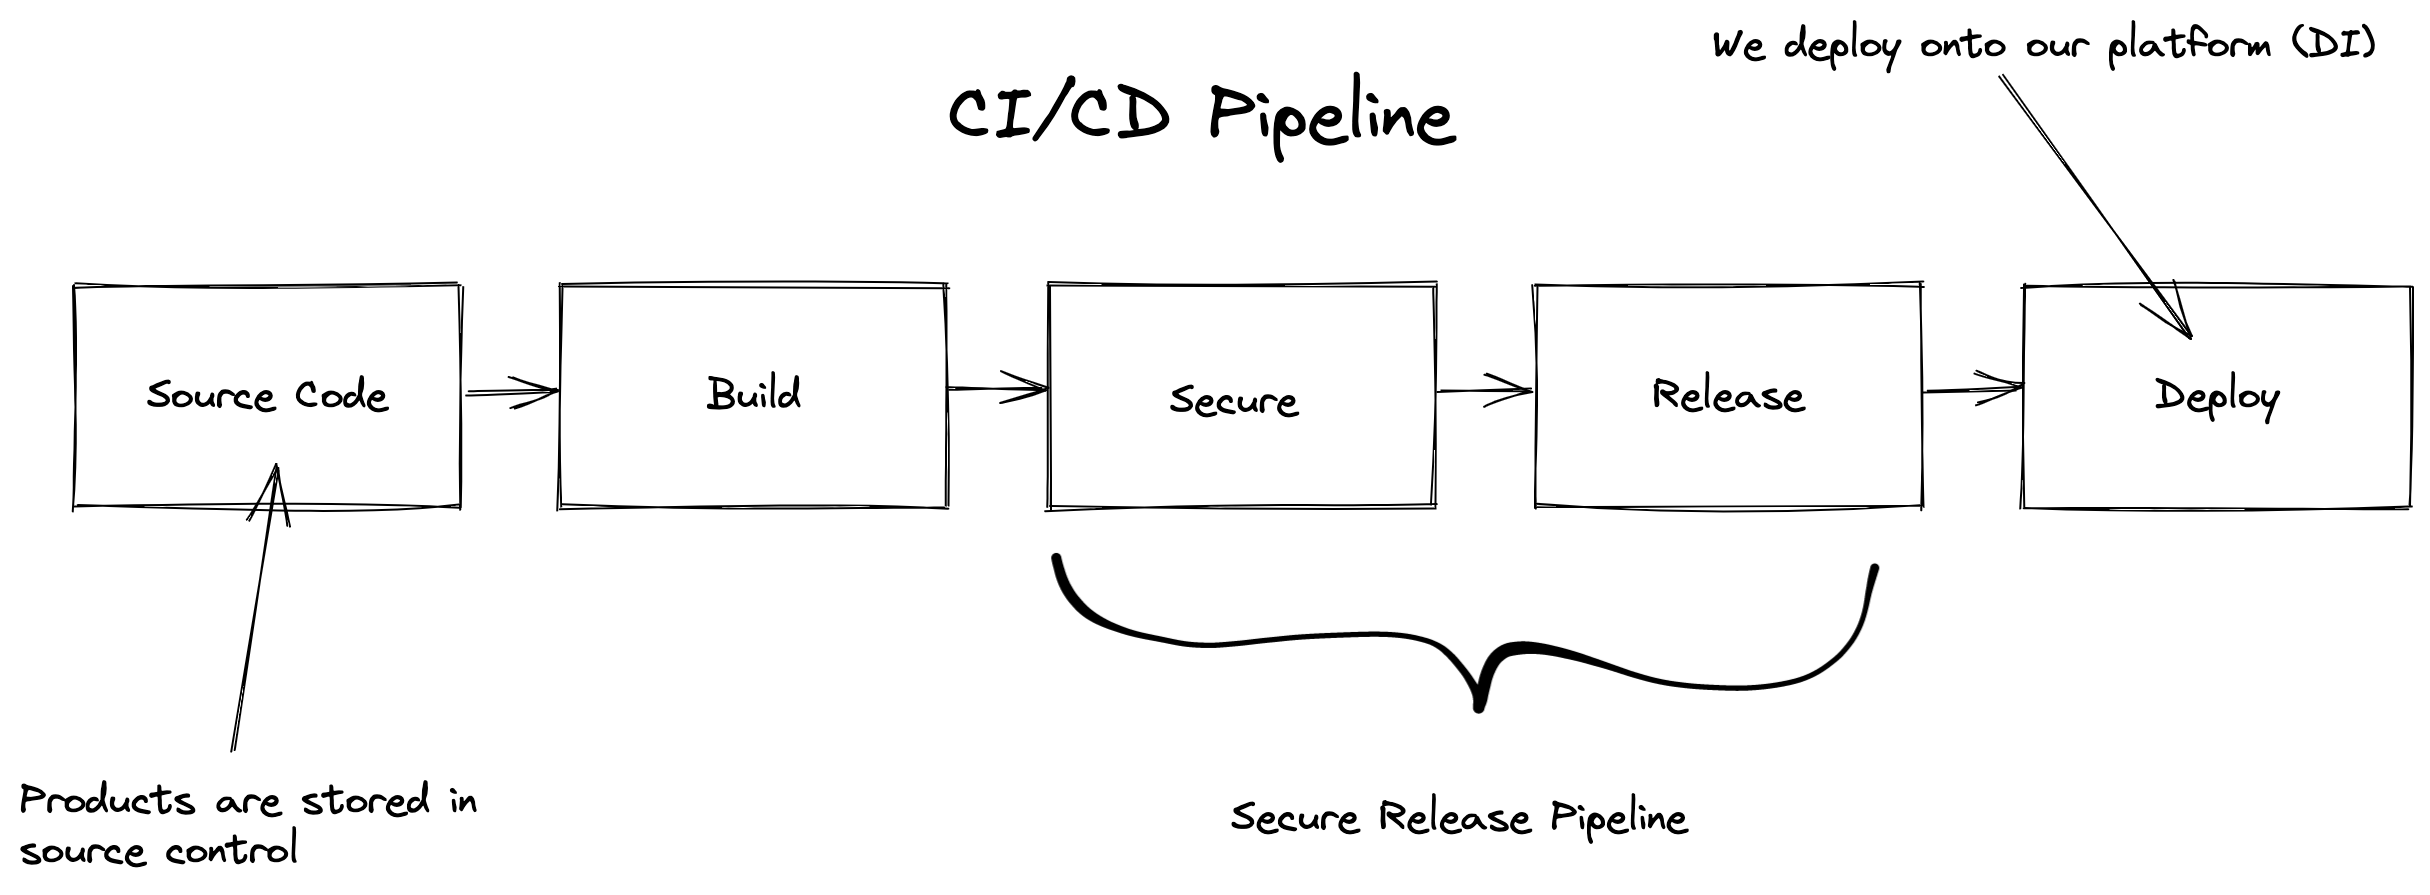 We deploy onto our platform (DI)
CI/CD Pipeline
Source Code
Build
Secure
Release
Deploy
Products are stored in
source control
Secure Release Pipeline